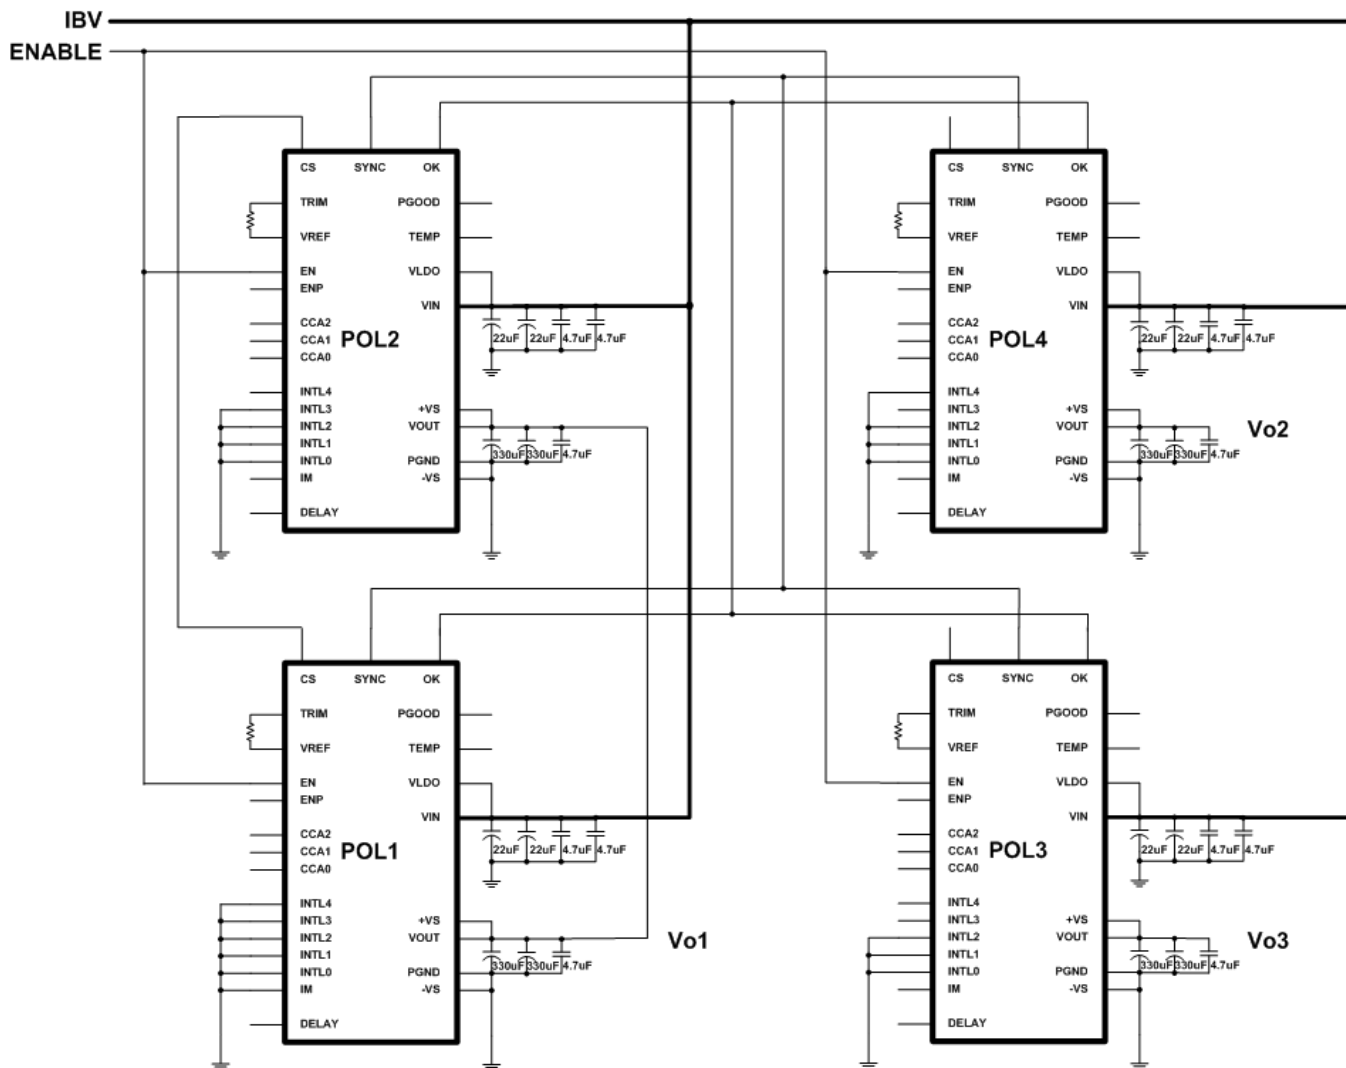 IBV
ENABLE
CS SYNC OK
TRIM PGOOD
VREF TEMP
EN VLDO
ENP
VIN
CCA2
CCA1
CCA0
POL2
22uF 22uF 4.7uF 4.7uF
INTL4
INTL3 +VS
INTL2 VOUT
INTL1
INTL0 PGND
IM -VS
DELAY
330uF 330uF 4.7uF
CS SYNC OK
TRIM PGOOD
VREF TEMP
EN VLDO
ENP
VIN
CCA2
CCA1
CCA0
POL4
22uF 22uF 4.7uF 4.7uF
INTL4
INTL3 +VS
INTL2 VOUT
INTL1
INTL0 PGND
IM -VS
DELAY
330uF 330uF 4.7uF
Vo2
CS SYNC OK
TRIM PGOOD
VREF TEMP
EN VLDO
ENP
VIN
CCA2
CCA1
CCA0
POL1
22uF 22uF 4.7uF 4.7uF
INTL4
INTL3 +VS
INTL2 VOUT
INTL1
INTL0 PGND
IM -VS
DELAY
330uF 330uF 4.7uF
Vo1
CS SYNC OK
TRIM PGOOD
VREF TEMP
EN VLDO
ENP
VIN
CCA2
CCA1
CCA0
POL3
22uF 22uF 4.7uF 4.7uF
INTL4
INTL3 +VS
INTL2 VOUT
INTL1
INTL0 PGND
IM -VS
DELAY
330uF 330uF 4.7uF
Vo3